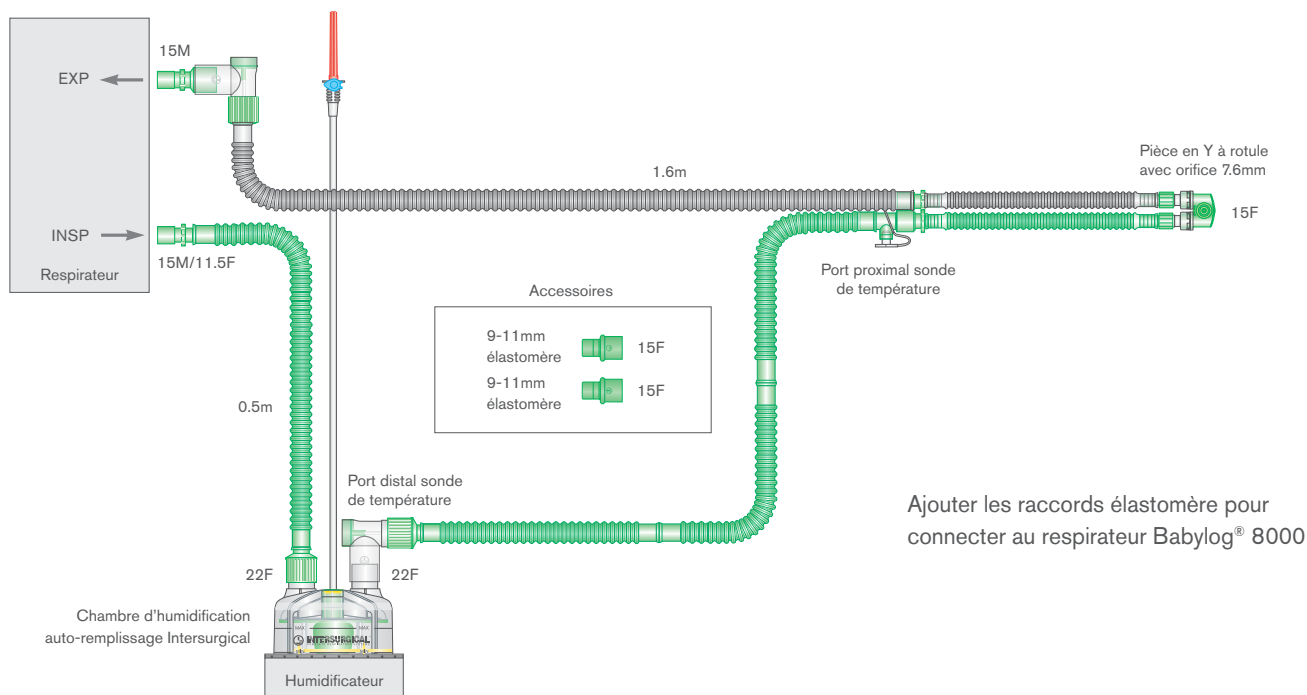 15M
EXP
1.6m
Pièce en Y à rotule
avec orifice 7.6mm
15F
INSP
15M/11.5F
Respirateur
Port proximal sonde
de température
Accessoires
9-11mm
élastomère
15F
9-11mm
élastomère
15F
0.5m
Port distal sonde
de température
Ajouter les raccords élastomère pour
connecter au respirateur Babylog® 8000
22F
22F
Chambre d'humidification
auto-remplissage Intersurgical
MAX
MAX
INTERSURGICAL
Humidificateur